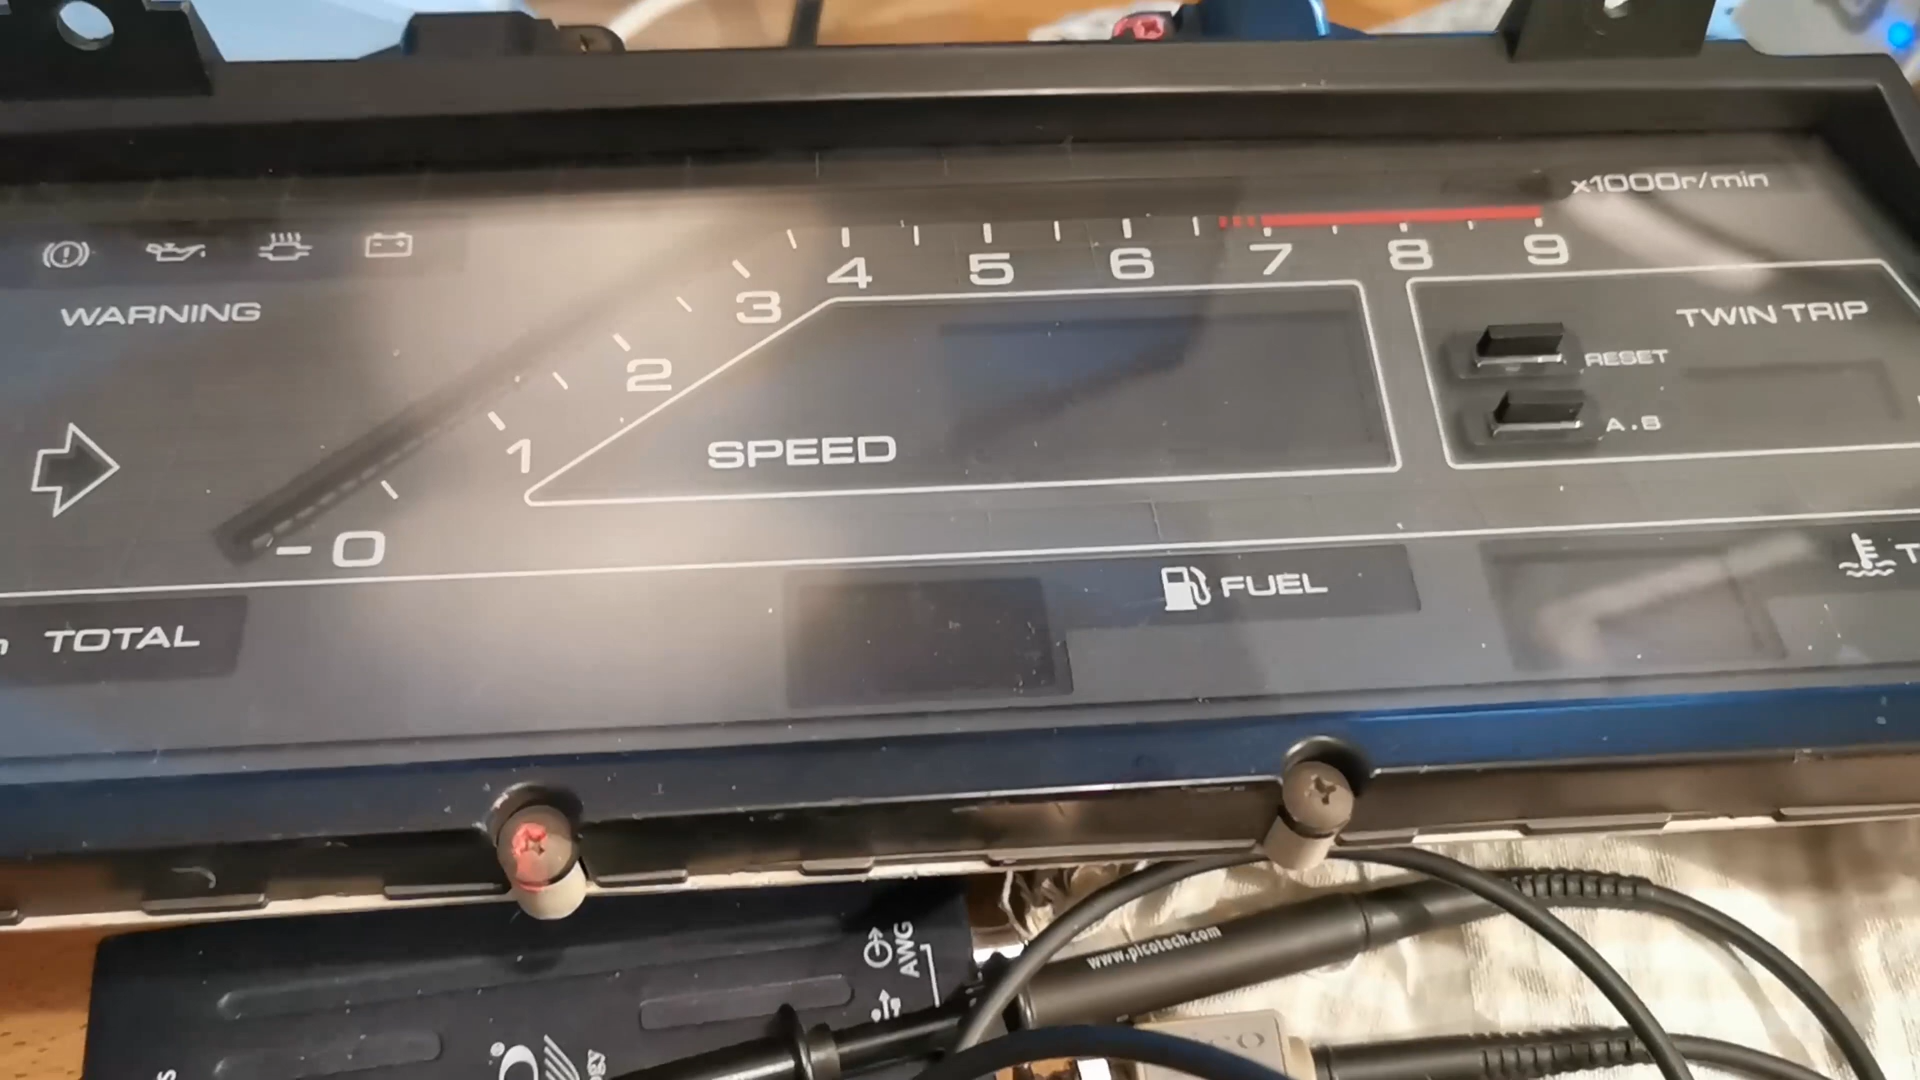 x1000r/min
4 5 6 7 8 9
3
2
1
- 0
WARNING
SPEED
TWIN TRIP
RESET
A.B
TOTAL
FUEL
AWG
www.picotech.com